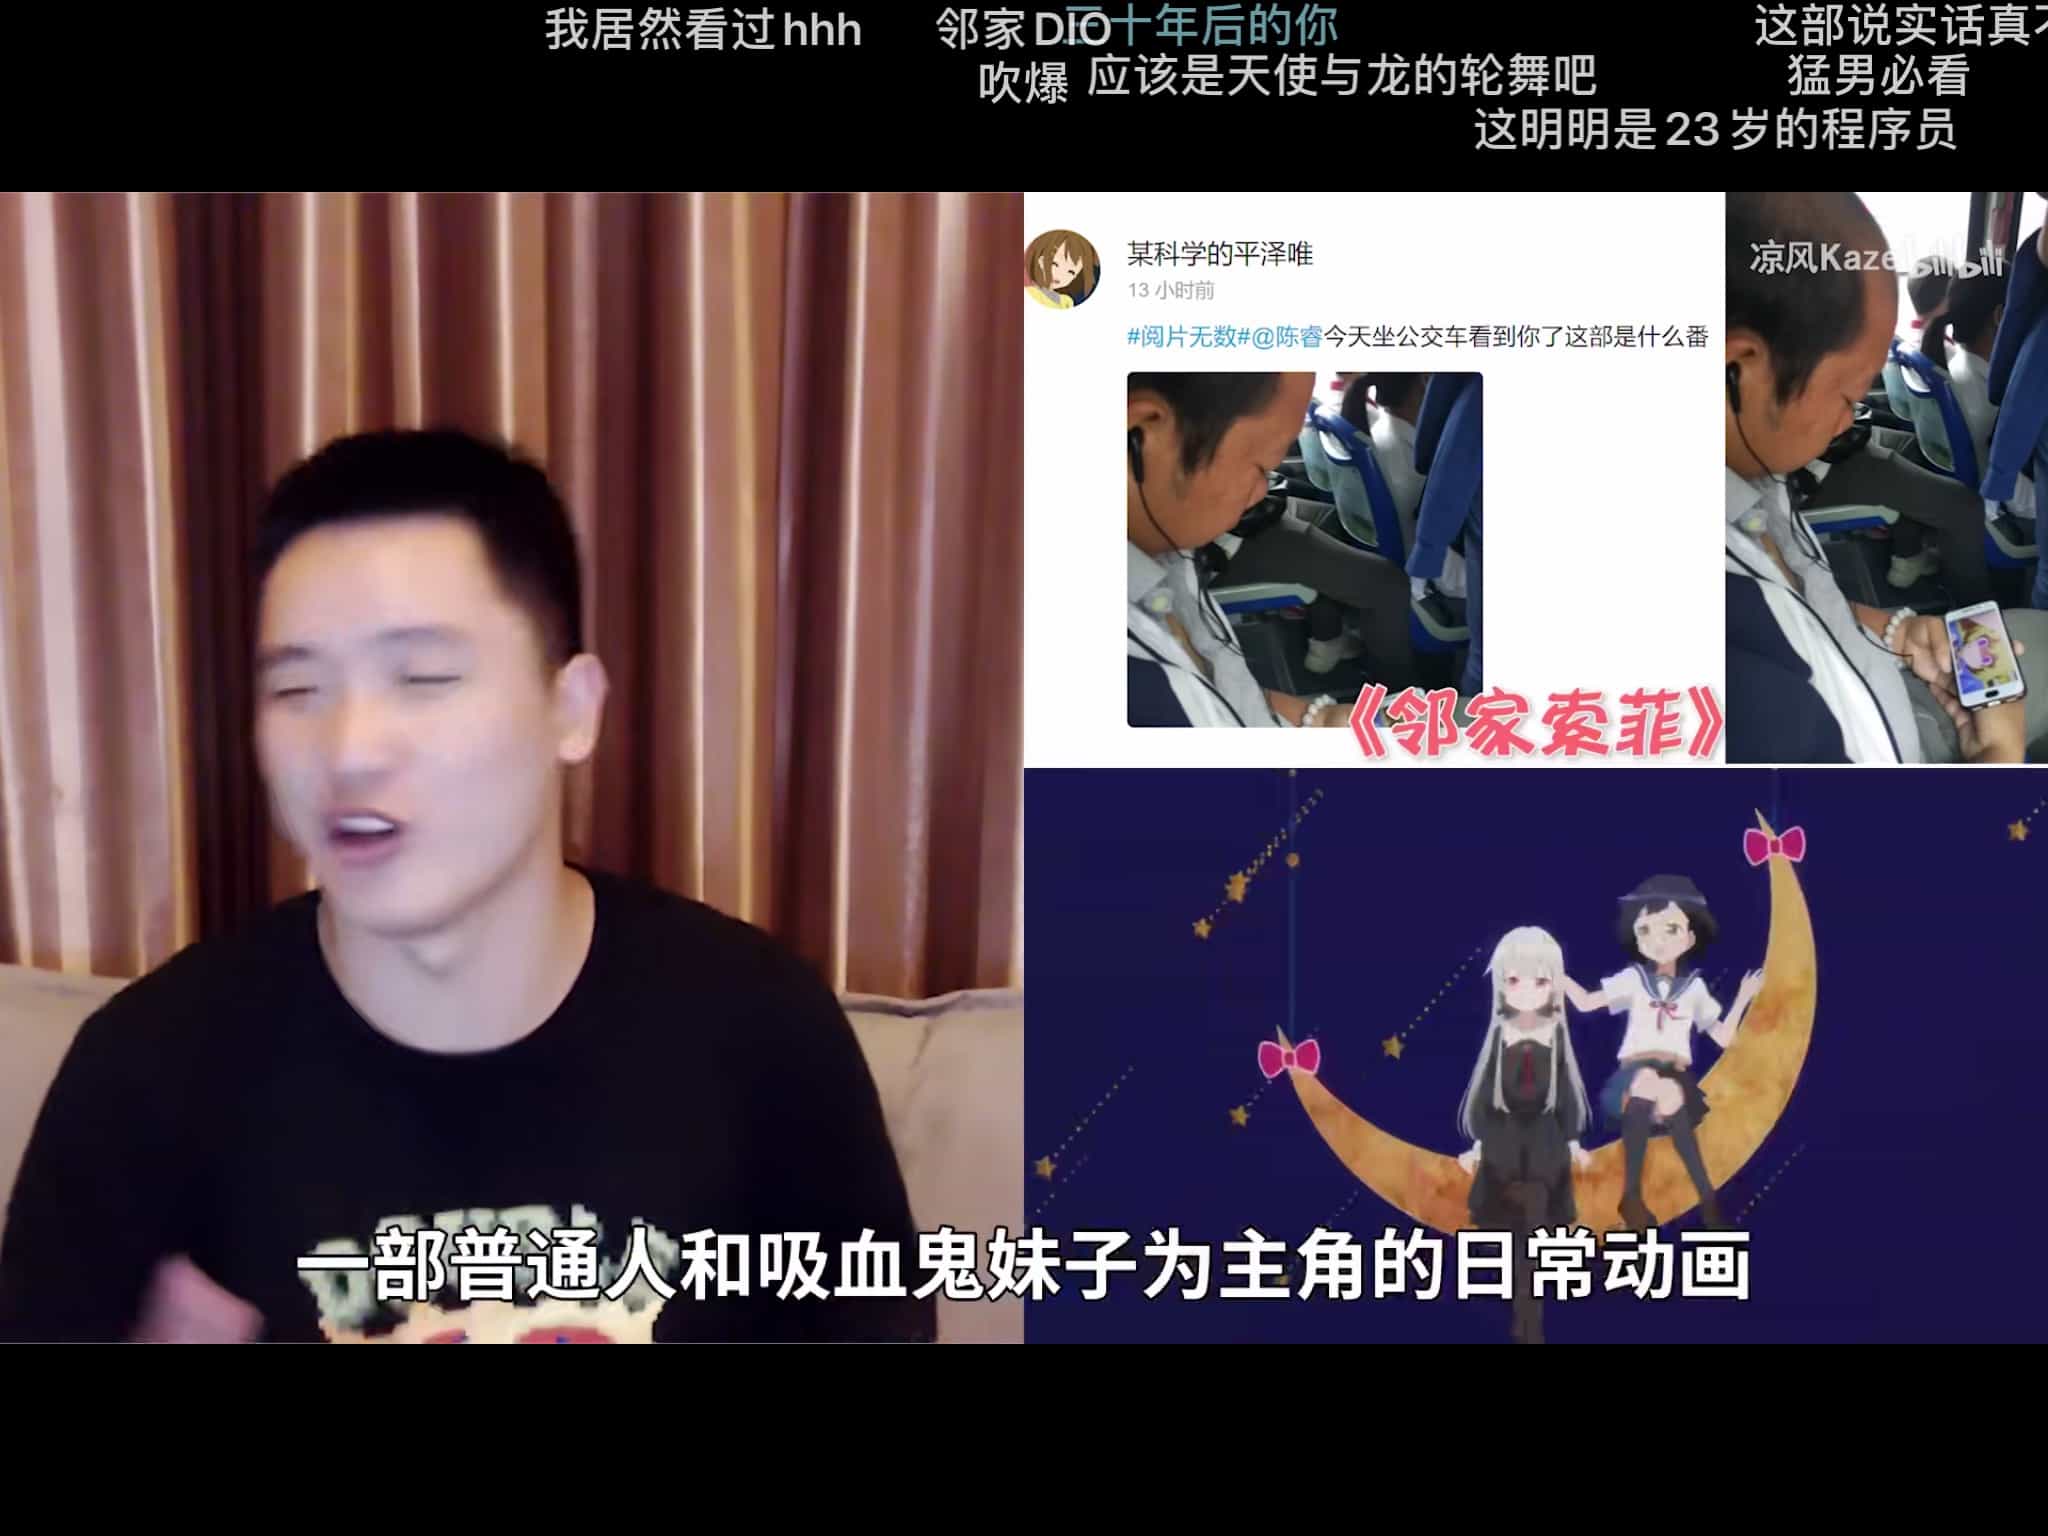 我居然看过hhh
邻家DIO
三十年后的你
这部说实话真不
吹爆
应该是天使与龙的轮舞吧
猛男必看
这明明是23岁的程序员
某科学的平泽唯
13 小时前
#阅片无数#@陈睿今天坐公交车看到你了这部是什么番
凉风Kaze
bilibili
《邻家索菲》
一部普通人和吸血鬼妹子为主角的日常动画